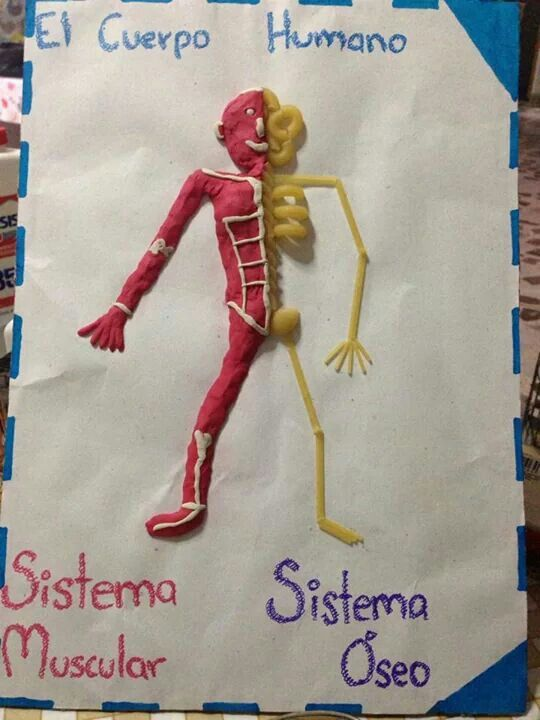 El Cuerpo Humano
Sistema
Muscular
Sistema
Óseo